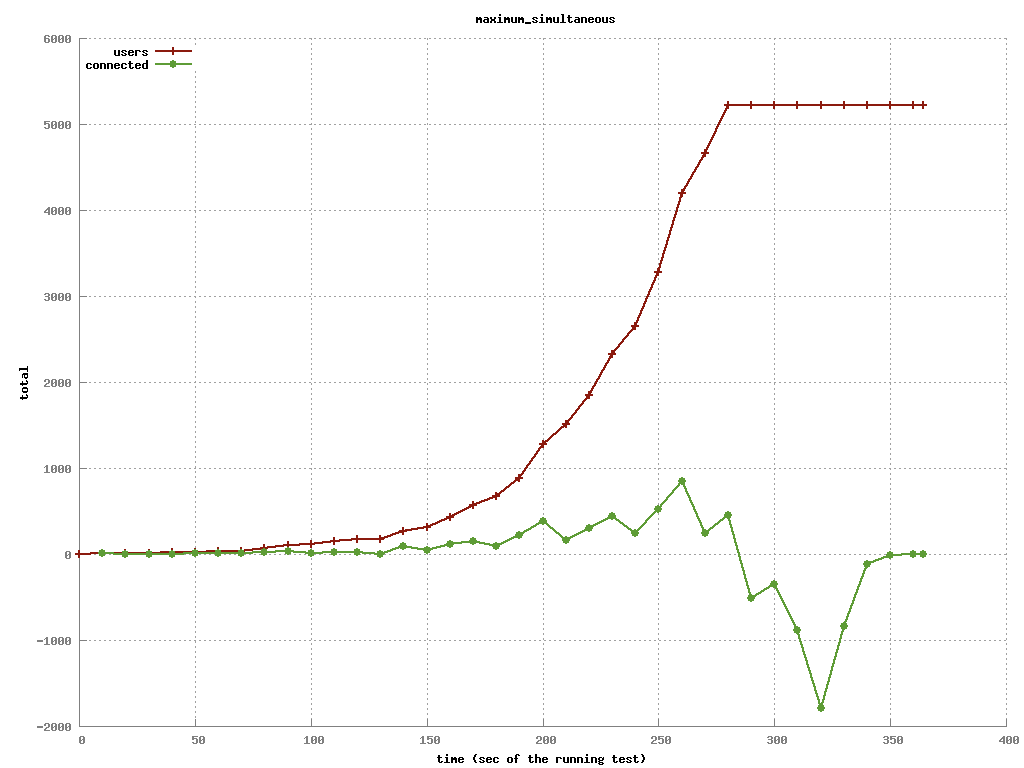 maximum_simultaneous
users
connected
6000
5000
4000
3000
2000
1000
0
-1000
-2000
total
0 50 100 150 200 250 300 350 400
time (sec of the running test)